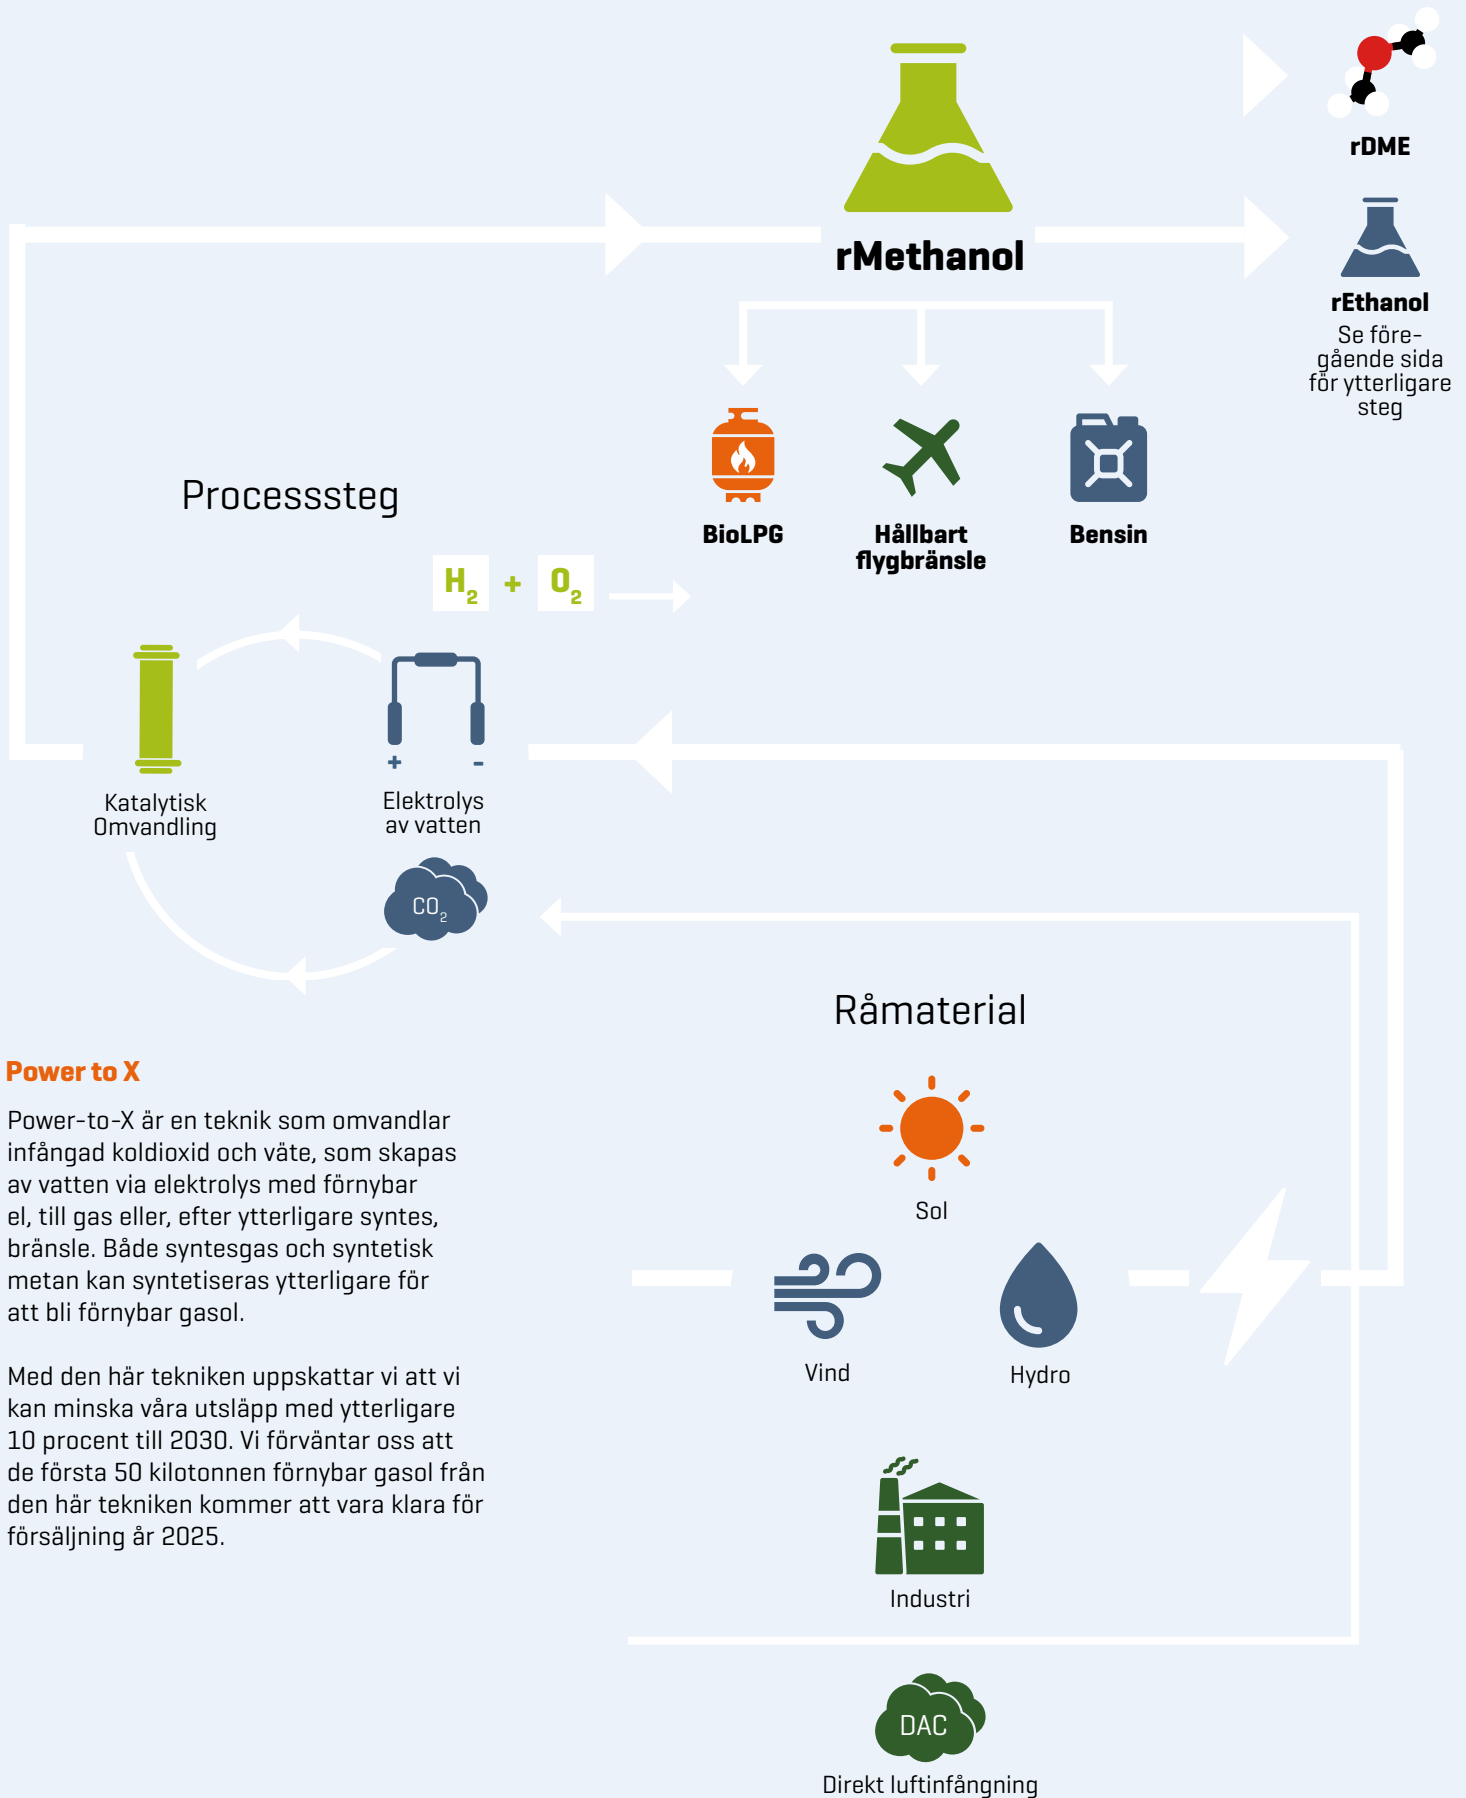 rDME
rMethanol
rEthanol
Se före-
gående sida
för ytterligare
steg
BioLPG
Hållbart
flygbränsle
Bensin
Processsteg
H₂ + O₂
+ -
Katalytisk
Omvandling
Elektrolys
av vatten
CO₂
Råmaterial
Power to X
Power-to-X är en teknik som omvandlar
infångad koldioxid och väte, som skapas
av vatten via elektrolys med förnybar
el, till gas eller, efter ytterligare syntes,
bränsle. Både syntesgas och syntetisk
metan kan syntetiseras ytterligare för
att bli förnybar gasol.
Med den här tekniken uppskattar vi att vi
kan minska våra utsläpp med ytterligare
10 procent till 2030. Vi förväntar oss att
de första 50 kilotonnen förnybar gasol från
den här tekniken kommer att vara klara för
försäljning år 2025.
Sol
Vind
Hydro
Industri
DAC
Direkt luftinfångning